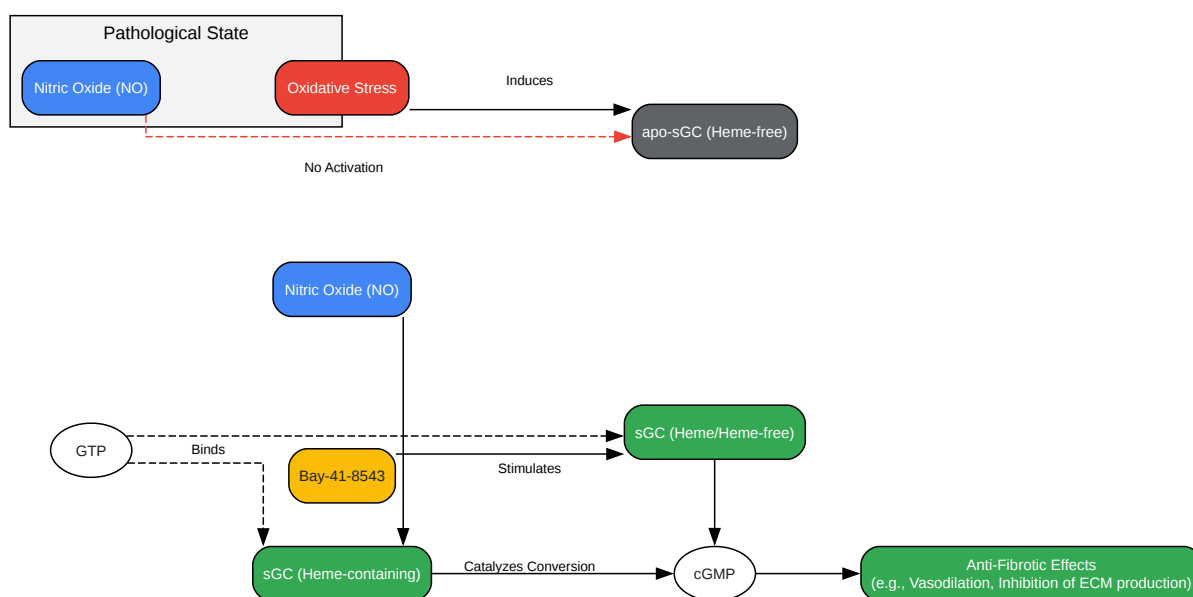 Pathological State
Nitric Oxide (NO)
Oxidative Stress
Induces
apo-sGC (Heme-free)
No Activation
Nitric Oxide (NO)
sGC (Heme/Heme-free)
GTP
Binds
Stimulates
Bay-41-8543
sGC (Heme-containing)
Catalyzes Conversion
cGMP
Anti-Fibrotic Effects
(e.g., Vasodilation, Inhibition of ECM production)